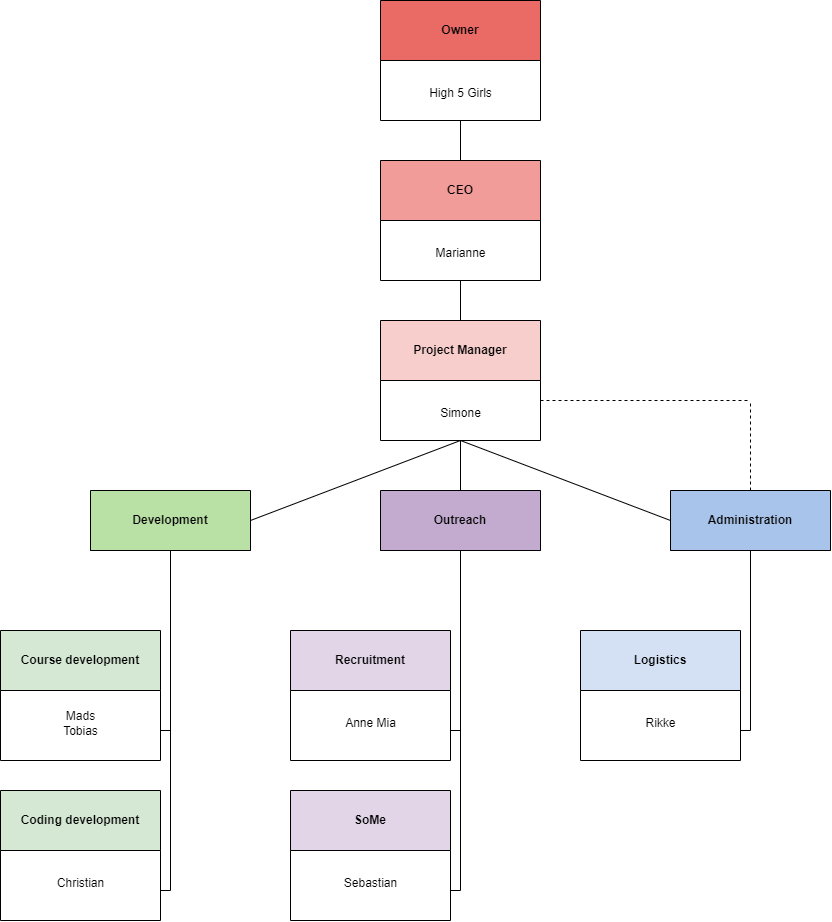 Owner
High 5 Girls
CEO
Marianne
Project Manager
Simone
Development
Outreach
Administration
Course development
Mads
Tobias
Recruitment
Anne Mia
Logistics
Rikke
Coding development
Christian
SoMe
Sebastian